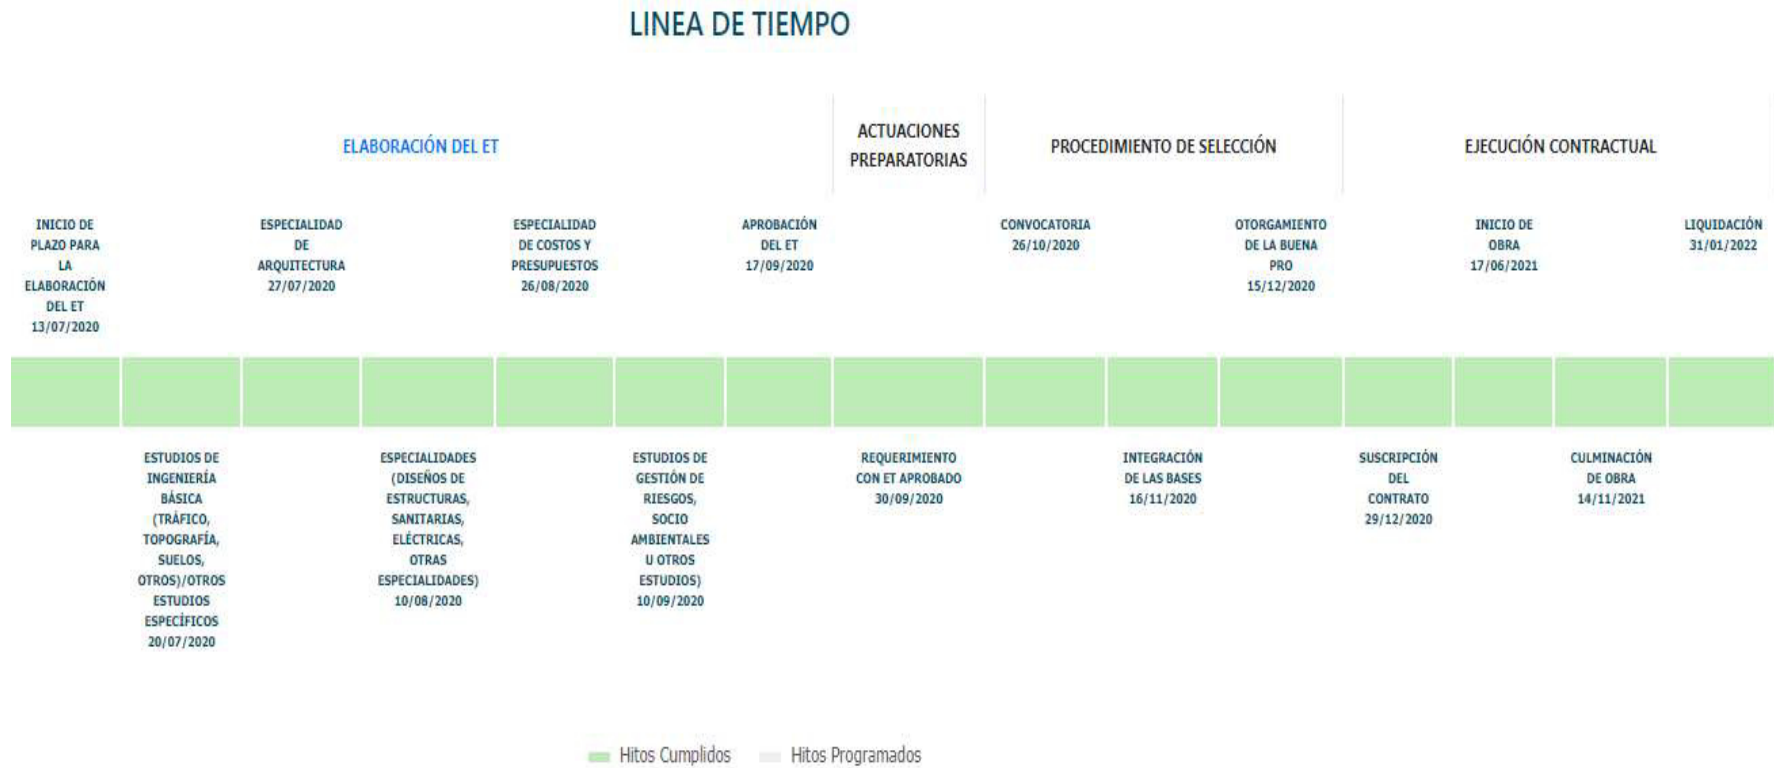 LINEA DE TIEMPO
ELABORACIÓN DEL ET
ACTUACIONES
PREPARATORIAS
PROCEDIMIENTO DE SELECCIÓN
EJECUCIÓN CONTRACTUAL
INICIO DE
PLAZO PARA
LA
ELABORACIÓN
DEL ET
13/07/2020
ESPECIALIDAD
DE
ARQUITECTURA
27/07/2020
ESPECIALIDAD
DE COSTOS Y
PRESUPUESTOS
26/08/2020
APROBACIÓN
DEL ET
17/09/2020
CONVOCATORIA
26/10/2020
OTORGAMIENTO
DE LA BUENA
PRO
15/12/2020
INICIO DE
OBRA
17/06/2021
LIQUIDACIÓN
31/01/2022
ESTUDIOS DE
INGENIERÍA
BÁSICA
(TRÁFICO,
TOPOGRAFÍA,
SUELOS,
OTROS)/OTROS
ESTUDIOS
ESPECÍFICOS
20/07/2020
ESPECIALIDADES
(DISEÑOS DE
ESTRUCTURAS,
SANITARIAS,
ELÉCTRICAS,
OTRAS
ESPECIALIDADES)
10/08/2020
ESTUDIOS DE
GESTIÓN DE
RIESGOS,
SOCIO
AMBIENTALES
U OTROS
ESTUDIOS)
10/09/2020
REQUERIMIENTO
CON ET APROBADO
30/09/2020
INTEGRACIÓN
DE LAS BASES
16/11/2020
SUSCRIPCIÓN
DEL
CONTRATO
29/12/2020
CULMINACIÓN
DE OBRA
14/11/2021
Hitos Cumplidos
Hitos Programados